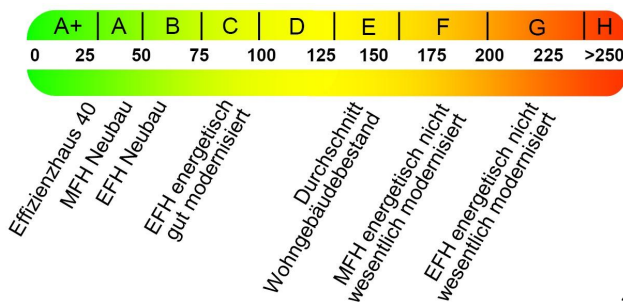 A+ A B C D E F G H
0 25 50 75 100 125 150 175 200 225 >250
Effizienzhaus 40
MFH Neubau
EFH Neubau
EFH energetisch
gut modernisiert
Durchschnitt
Wohngebäudebestand
MFH energetisch nicht
wesentlich modernisiert
EFH energetisch nicht
wesentlich modernisiert